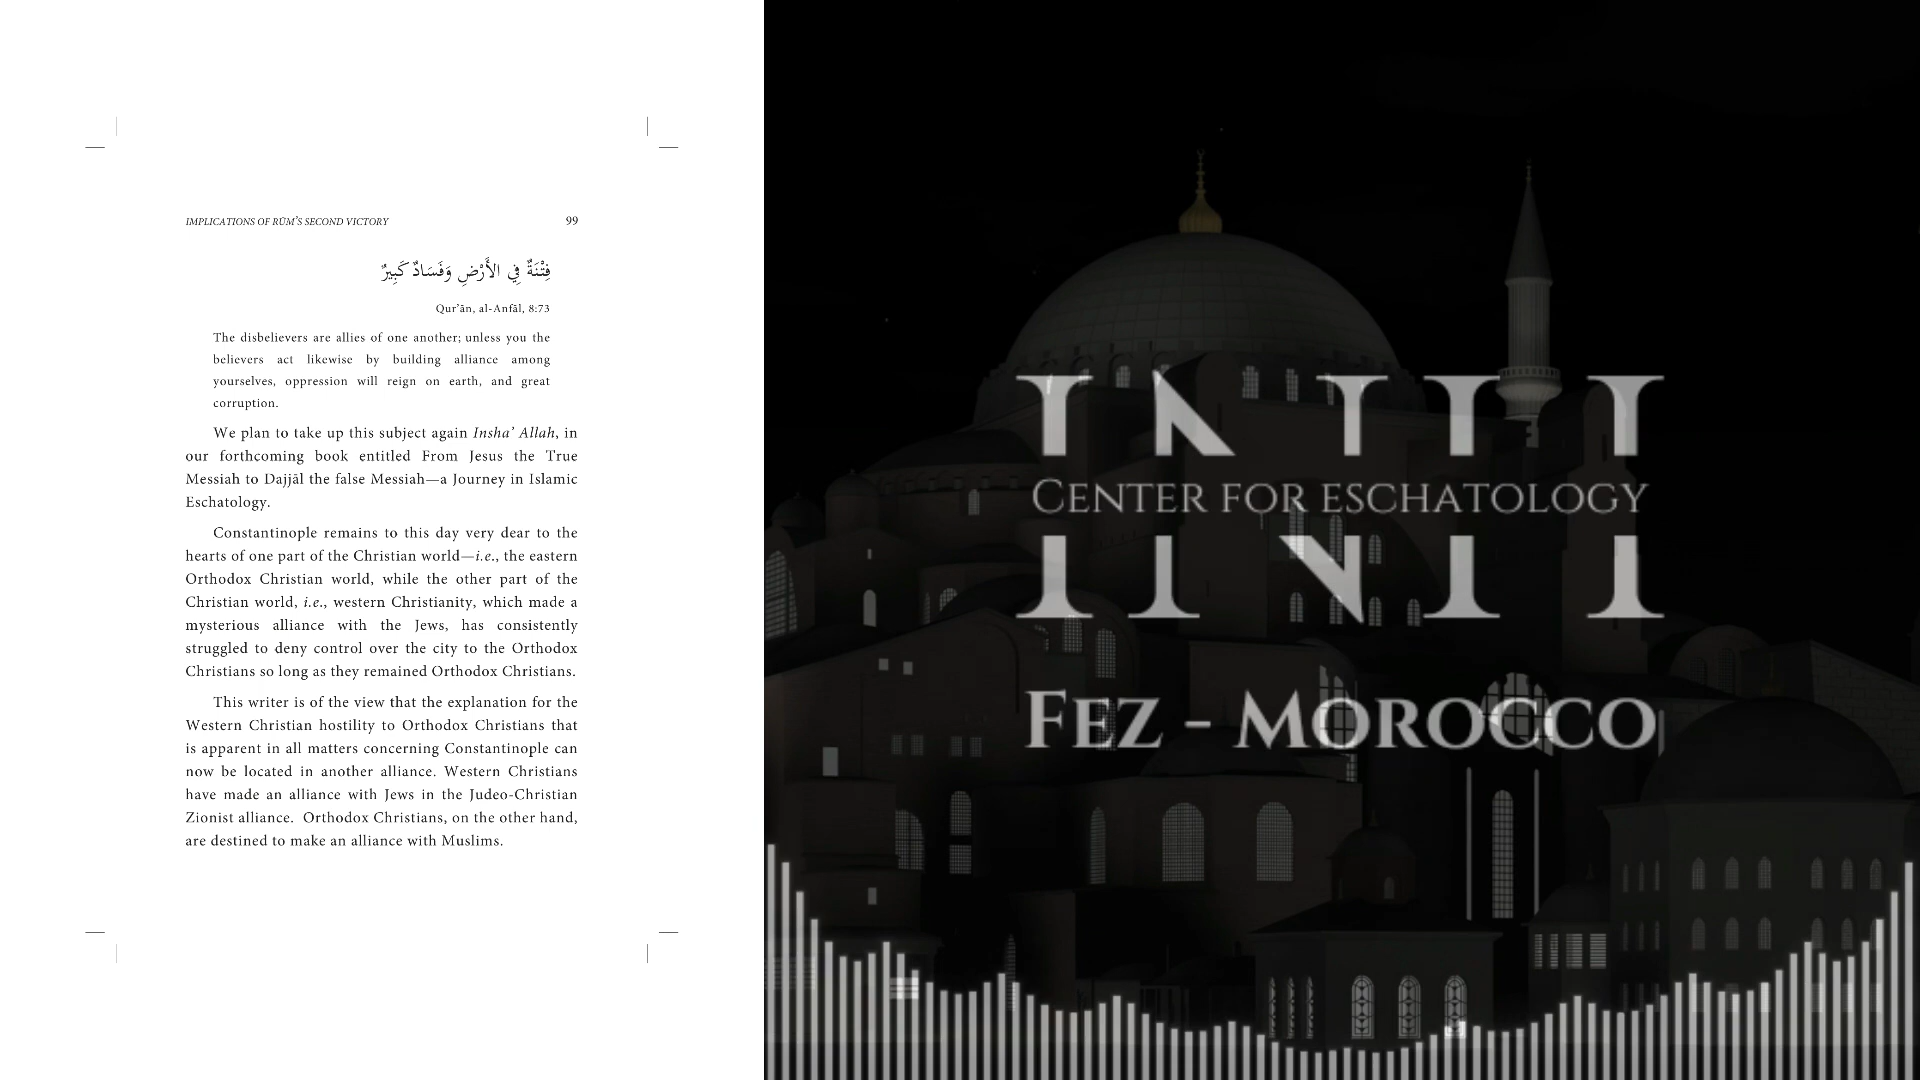 IMPLICATIONS OF RŪM'S SECOND VICTORY 99
فِتْنَةٌ فِي الأَرْضِ وَفَسَادٌ كَبِيرٌ
Qur'ān, al-Anfāl, 8:73
The disbelievers are allies of one another; unless you the
believers act likewise by building alliance among
yourselves, oppression will reign on earth, and great
corruption.
We plan to take up this subject again Insha' Allah, in
our forthcoming book entitled From Jesus the True
Messiah to Dajjāl the false Messiah—a Journey in Islamic
Eschatology.
Constantinople remains to this day very dear to the
hearts of one part of the Christian world—i.e., the eastern
Orthodox Christian world, while the other part of the
Christian world, i.e., western Christianity, which made a
mysterious alliance with the Jews, has consistently
struggled to deny control over the city to the Orthodox
Christians so long as they remained Orthodox Christians.
This writer is of the view that the explanation for the
Western Christian hostility to Orthodox Christians that
is apparent in all matters concerning Constantinople can
now be located in another alliance. Western Christians
have made an alliance with Jews in the Judeo-Christian
Zionist alliance. Orthodox Christians, on the other hand,
are destined to make an alliance with Muslims.
CENTER FOR ESCHATOLOGY
FEZ - MOROCCO